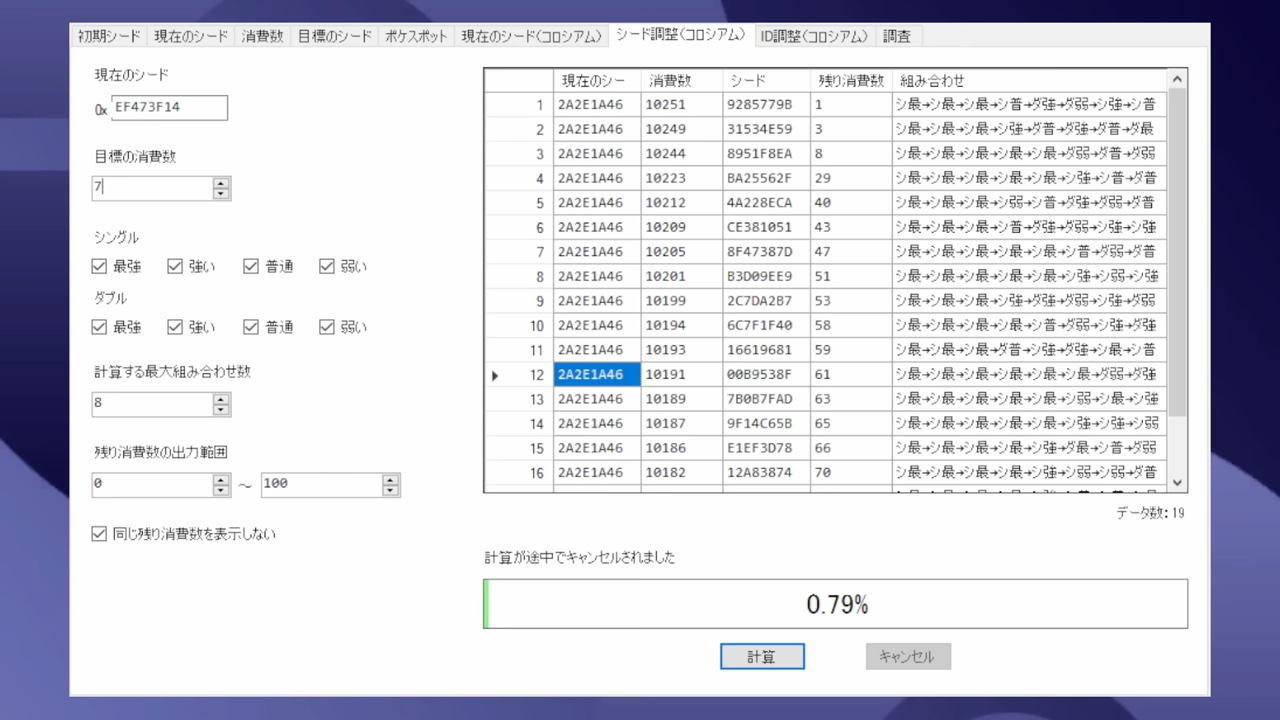 初期シード 現在のシード 消費数 目標のシード ポケスポット 現在のシード(コロシアム) シード調整(コロシアム) ID調整(コロシアム) 調査
現在のシード
0x EF473F14
目標の消費数
7
シングル
最強 強い 普通 弱い
ダブル
最強 強い 普通 弱い
計算する最大組み合わせ数
8
残り消費数の出力範囲
0 ～ 100
同じ残り消費数を表示しない
現在のシー 消費数 シード 残り消費数 組み合わせ
1 2A2E1A46 10251 9285779B 1 シ最→シ最→シ最→シ普→ダ強→ダ弱→シ強→シ普
2 2A2E1A46 10249 31534E59 3 シ最→シ最→シ最→シ強→ダ普→ダ強→ダ普→ダ最
3 2A2E1A46 10244 8951F8EA 8 シ最→シ最→シ最→シ最→シ最→ダ弱→ダ普→ダ弱
4 2A2E1A46 10223 BA25562F 29 シ最→シ最→シ最→シ最→シ最→シ強→シ普→ダ普
5 2A2E1A46 10212 4A228ECA 40 シ最→シ最→シ最→シ弱→シ普→ダ強→ダ弱→ダ普
6 2A2E1A46 10209 CE381051 43 シ最→シ最→シ最→シ普→ダ強→ダ弱→シ強→シ強
7 2A2E1A46 10205 8F47387D 47 シ最→シ最→シ最→シ最→シ最→シ普→ダ弱→ダ普
8 2A2E1A46 10201 B3D09EE9 51 シ最→シ最→シ最→シ最→シ最→シ強→シ弱→シ強
9 2A2E1A46 10199 2C7DA2B7 53 シ最→シ最→シ最→シ強→ダ強→ダ弱→シ強→ダ弱
10 2A2E1A46 10194 6C7F1F40 58 シ最→シ最→シ最→シ最→シ普→ダ弱→シ強→ダ強
11 2A2E1A46 10193 16619681 59 シ最→シ最→シ最→ダ普→シ強→ダ強→シ最→シ普
12 2A2E1A46 10191 00B9538F 61 シ最→シ最→シ最→シ最→シ最→シ最→ダ弱→ダ強
13 2A2E1A46 10189 7B0B7FAD 63 シ最→シ最→シ最→シ最→シ最→シ弱→シ最→シ強
14 2A2E1A46 10187 9F14C65B 65 シ最→シ最→シ最→シ最→シ最→シ強→シ強→シ弱
15 2A2E1A46 10186 E1EF3D78 66 シ最→シ最→シ最→シ最→シ強→ダ最→シ普→ダ弱
16 2A2E1A46 10182 12A83874 70 シ最→シ最→シ最→シ最→シ強→シ弱→シ弱→ダ普
データ数: 19
計算が途中でキャンセルされました
0.79%
計算 キャンセル